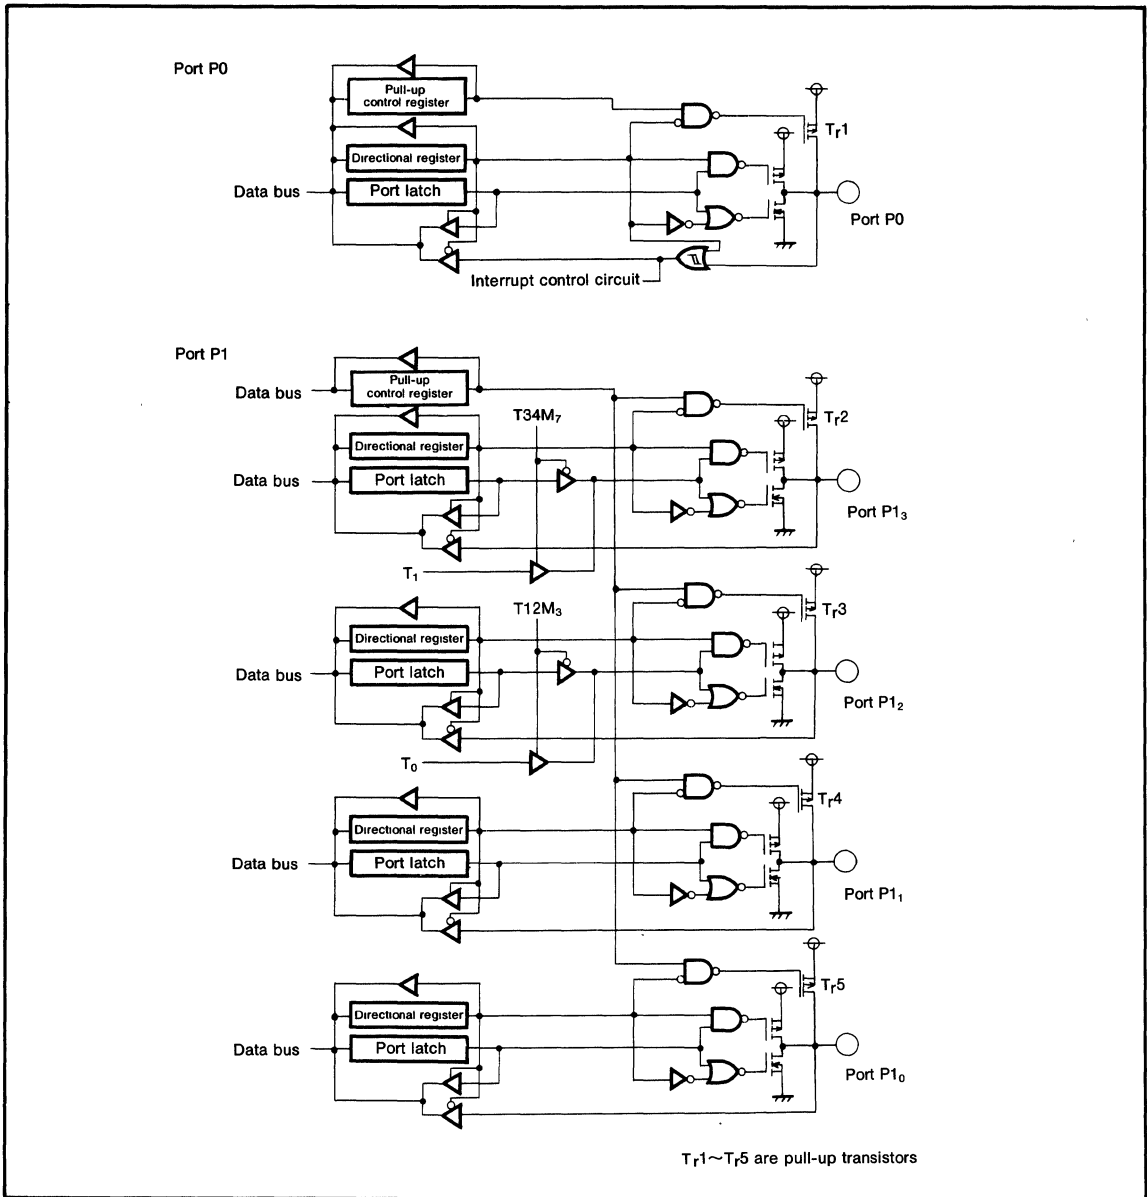 Port P0
Pull-up
control register
Tr1
Directional register
Data bus
Port latch
Port P0
Interrupt control circuit
Port P1
Data bus
Pull-up
control register
T34M7
Tr2
Directional register
Data bus
Port latch
Port P13
T1
T12M3
Tr3
Directional register
Data bus
Port latch
Port P12
T0
Tr4
Directional register
Data bus
Port latch
Port P11
Tr5
Directional register
Data bus
Port latch
Port P10
Tr1~Tr5 are pull-up transistors